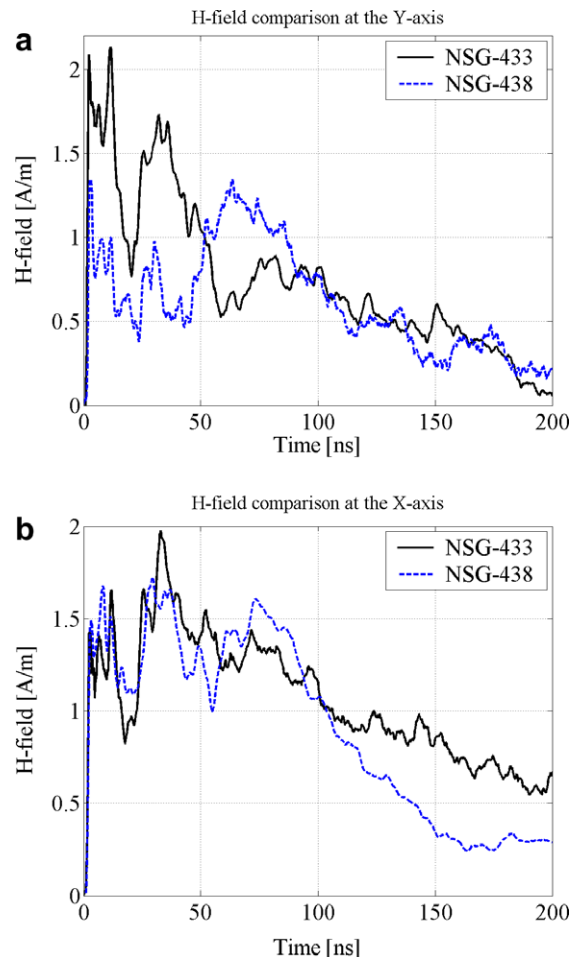 H-field comparison at the Y-axis
a
NSG-433
NSG-438
2
1.5
1
0.5
0
H-field [A/m]
0 50 100 150 200
Time [ns]
H-field comparison at the X-axis
b
NSG-433
NSG-438
2
1.5
1
0.5
0
H-field [A/m]
0 50 100 150 200
Time [ns]